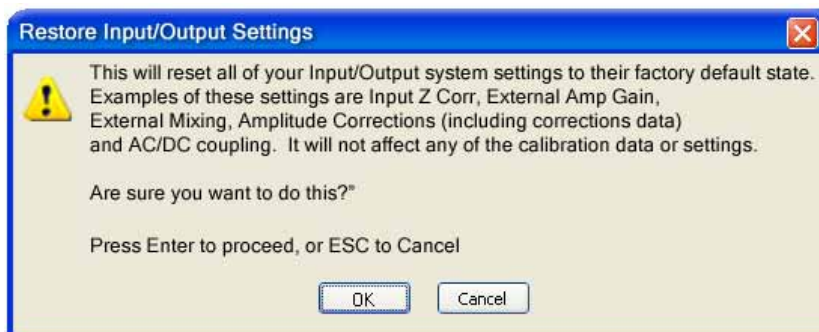 Restore Input/Output Settings
This will reset all of your Input/Output system settings to their factory default state.
Examples of these settings are Input Z Corr, External Amp Gain,
External Mixing, Amplitude Corrections (including corrections data)
and AC/DC coupling.  It will not affect any of the calibration data or settings.
Are sure you want to do this?"
Press Enter to proceed, or ESC to Cancel
OK
Cancel